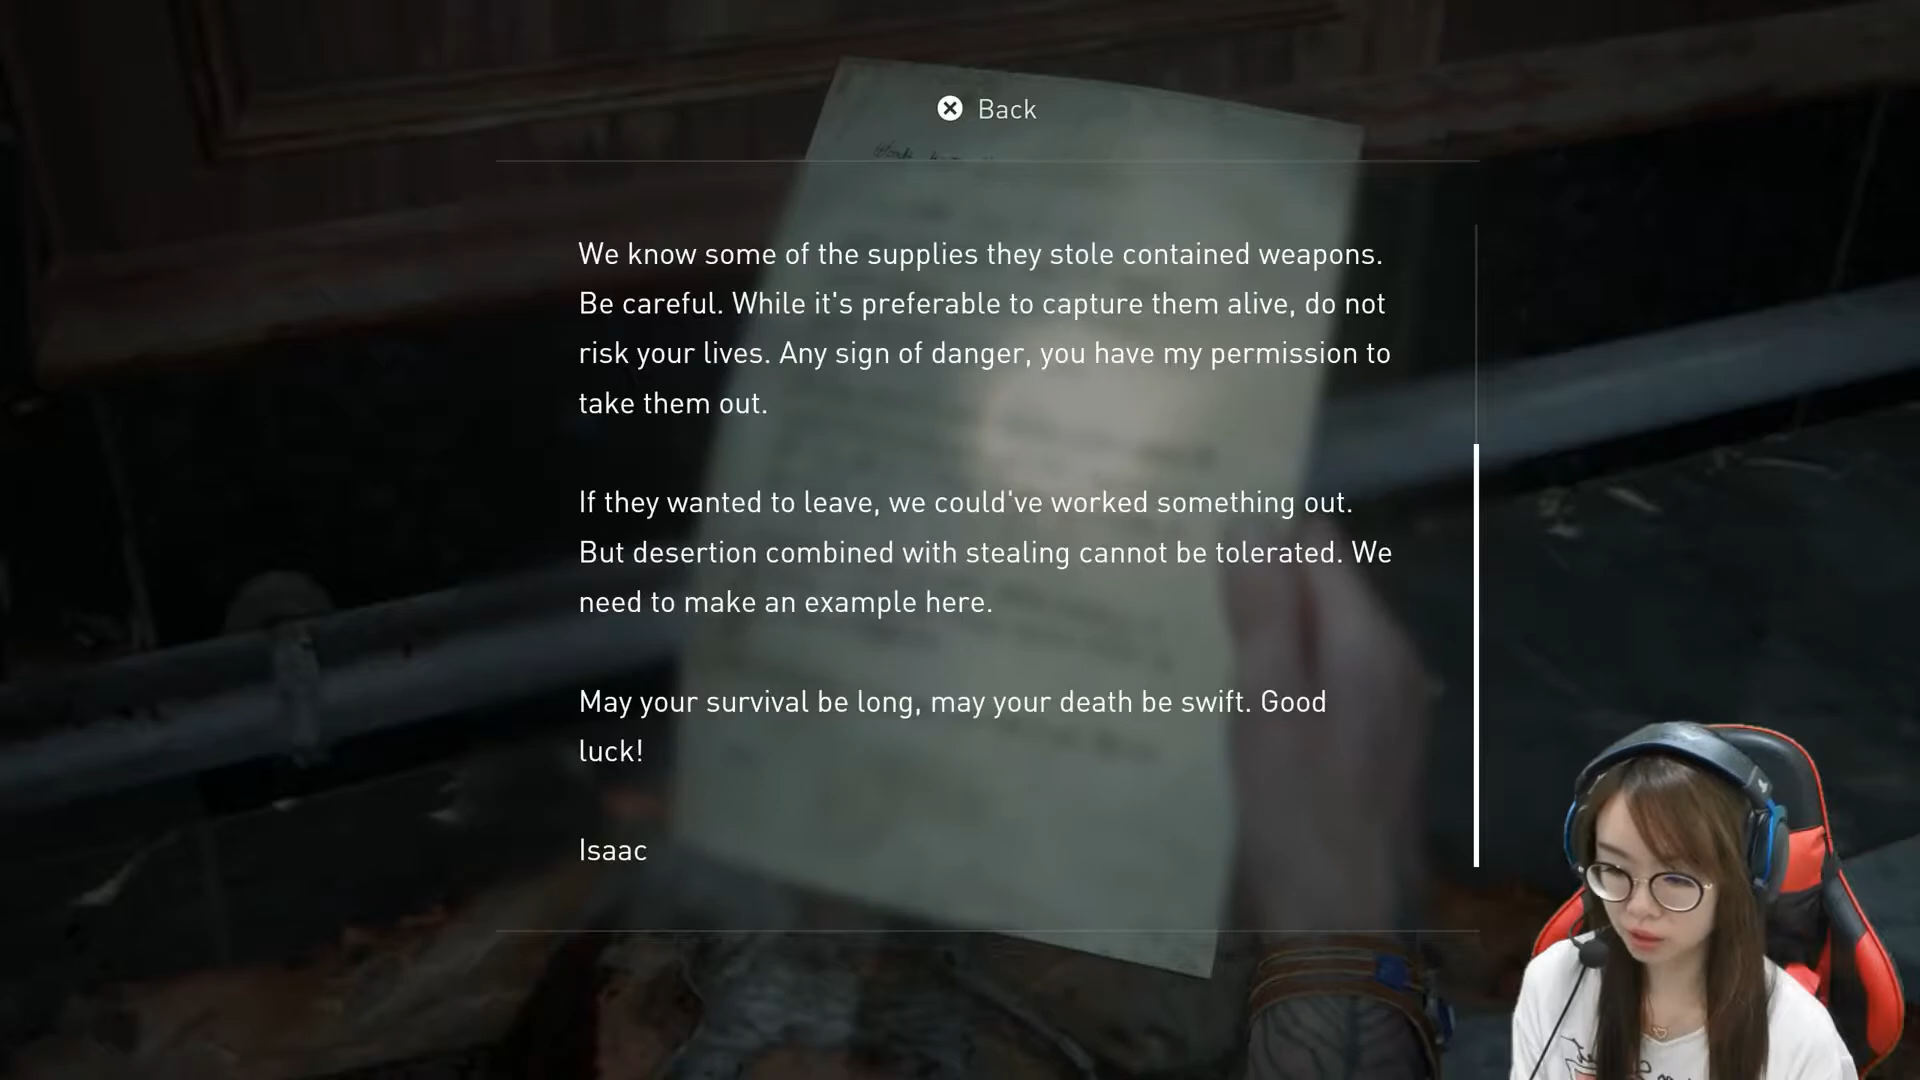 Back
We know some of the supplies they stole contained weapons.
Be careful. While it's preferable to capture them alive, do not
risk your lives. Any sign of danger, you have my permission to
take them out.
If they wanted to leave, we could've worked something out.
But desertion combined with stealing cannot be tolerated. We
need to make an example here.
May your survival be long, may your death be swift. Good
luck!
Isaac